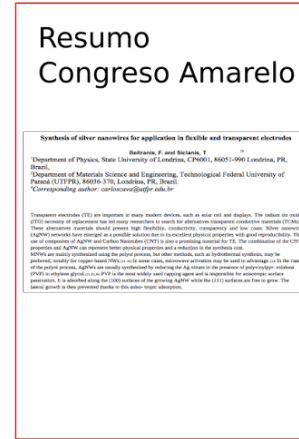 Resumo
Congreso Amarelo
Synthesis of silver nanowires for application in flexible and transparent electrodes
Beltranis, F. and Siciania, T
¹Department of Physics, State University of Londrina, CP6001, 86051-990 Londrina, PR,
Brazil,
²Department of Materials Science and Engineering, Technological Federal University of
Paraná (UTFPR), 86036-370, Londrina, PR, Brazil.
*Corresponding author: carloscava@utfpr.edu.br
Transparent electrodes (TE) are important in many modern devices, such as solar cell and displays. The indium tin oxide
(ITO) necessity of replacement has led many researchers to search for alternatives transparent conductive materials (TCMs).
These alternatives materials should present high flexibility, conductivity, transparency and low coast. Silver nanowire
(AgNW) networks have emerged as a possible solution due to its excellent physical properties with good reproducibility. The
use of composites of AgNW and Carbon Nanotubes (CNT) is also a promising material for TE. The combination of the CNT
properties and AgNW can represent better physical properties and a reduction in the synthesis cost.
MNWs are mainly synthesized using the polyol process, but other methods, such as hydrothermal synthesis, may be
preferred, notably for copper-based NWs. In some cases, microwave activation may be used to advantage. In the case
of the polyol process, AgNWs are usually synthesised by reducing the Ag nitrate in the presence of polyvinylpyr- rolidone
(PVP) in ethylene glycol. PVP is the most widely used capping agent and is responsible for anisotropic surface
passivation. It is adsorbed along the (100) surfaces of the growing AgNW while the (111) surfaces are free to grow. The
lateral growth is then prevented thanks to this aniso- tropic adsorption.